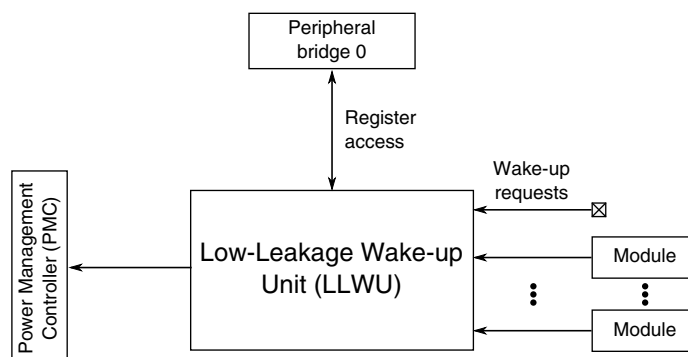 Peripheral
bridge 0
Register
access
Wake-up
requests
Power Management
Controller (PMC)
Low-Leakage Wake-up
Unit (LLWU)
Module
Module